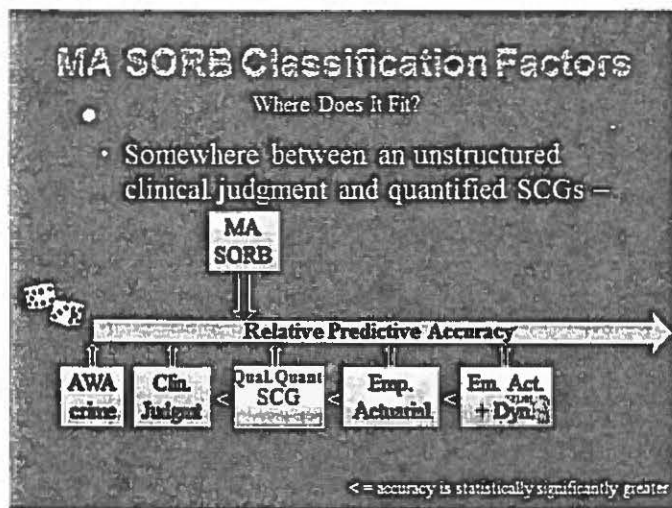 MA SORB Classification Factors
Where Does It Fit?
• Somewhere between an unstructured
clinical judgment and quantified SCGs –
MA
SORB
Relative Predictive Accuracy
AWA
crime
Clin.
Judgmt
<
Qual. Quant
SCG
<
Emp.
Actuarial
<
Em. Act.
+ Dyn.
< = accuracy is statistically significantly greater